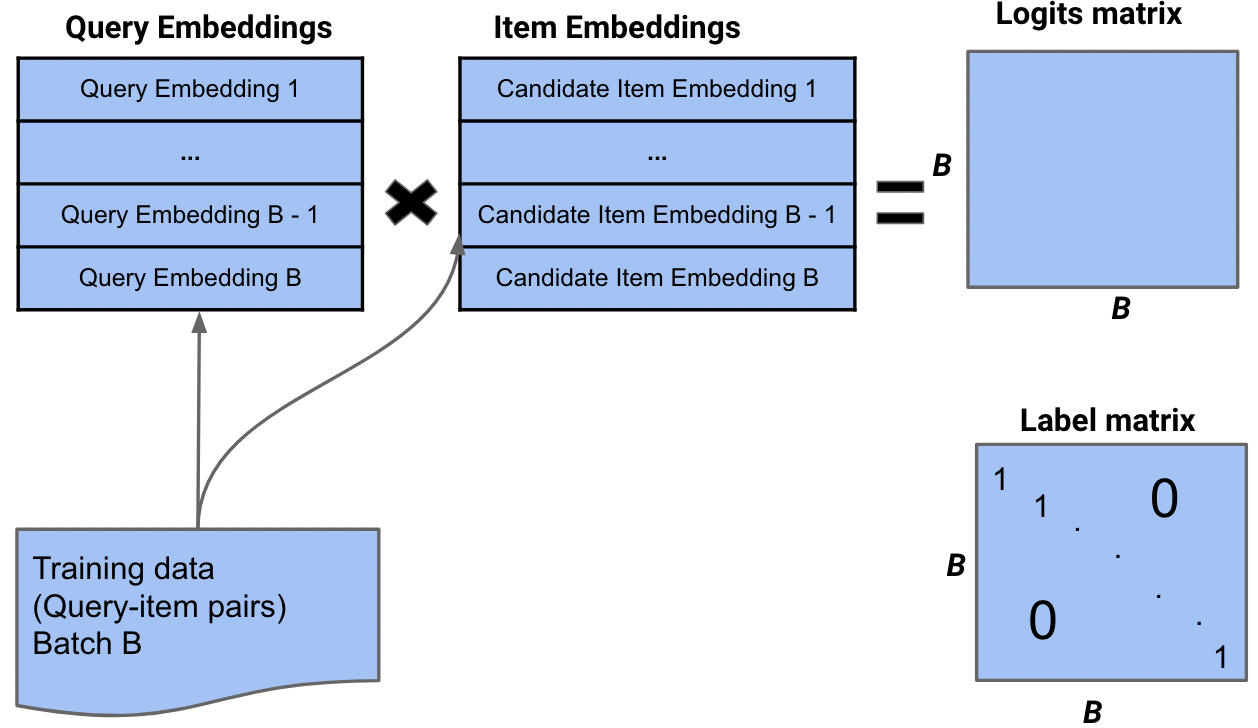 Query Embeddings
Item Embeddings
Logits matrix
Query Embedding 1
...
Query Embedding B - 1
Query Embedding B
Candidate Item Embedding 1
...
Candidate Item Embedding B - 1
Candidate Item Embedding B
B
B
Training data
(Query-item pairs)
Batch B
Label matrix
1
1
0
.
.
.
.
0
1
B
B